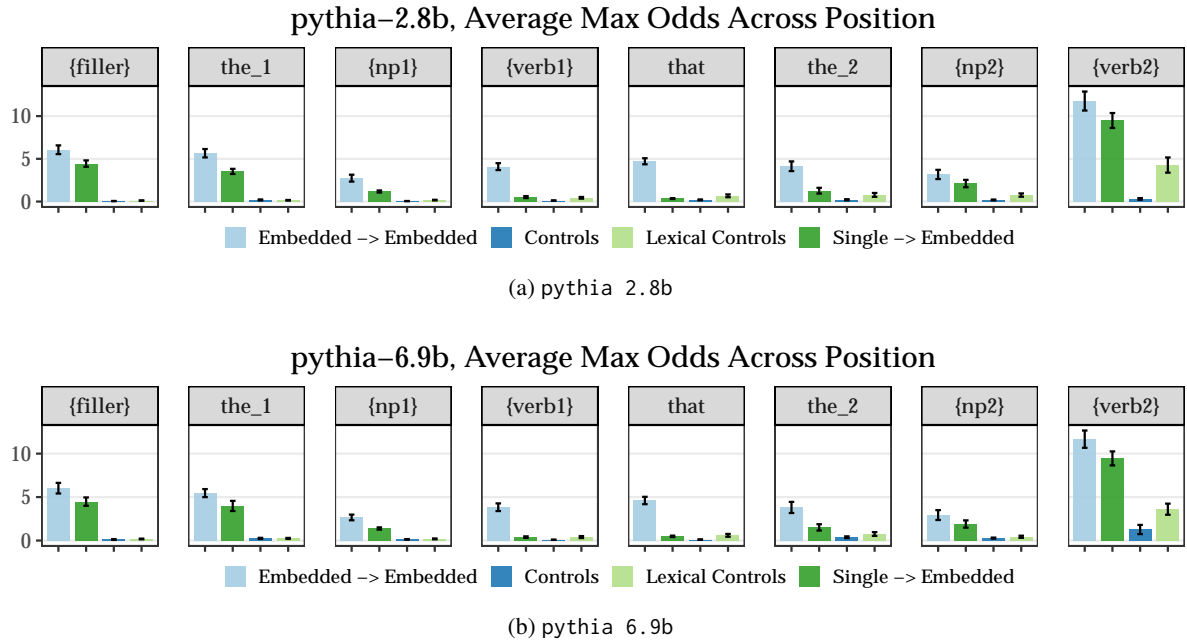 pythia−2.8b, Average Max Odds Across Position
{filler} the_1 {np1} {verb1} that the_2 {np2} {verb2}
10
5
0
Embedded −> Embedded Controls Lexical Controls Single −> Embedded
(a) pythia 2.8b
pythia−6.9b, Average Max Odds Across Position
{filler} the_1 {np1} {verb1} that the_2 {np2} {verb2}
10
5
0
Embedded −> Embedded Controls Lexical Controls Single −> Embedded
(b) pythia 6.9b